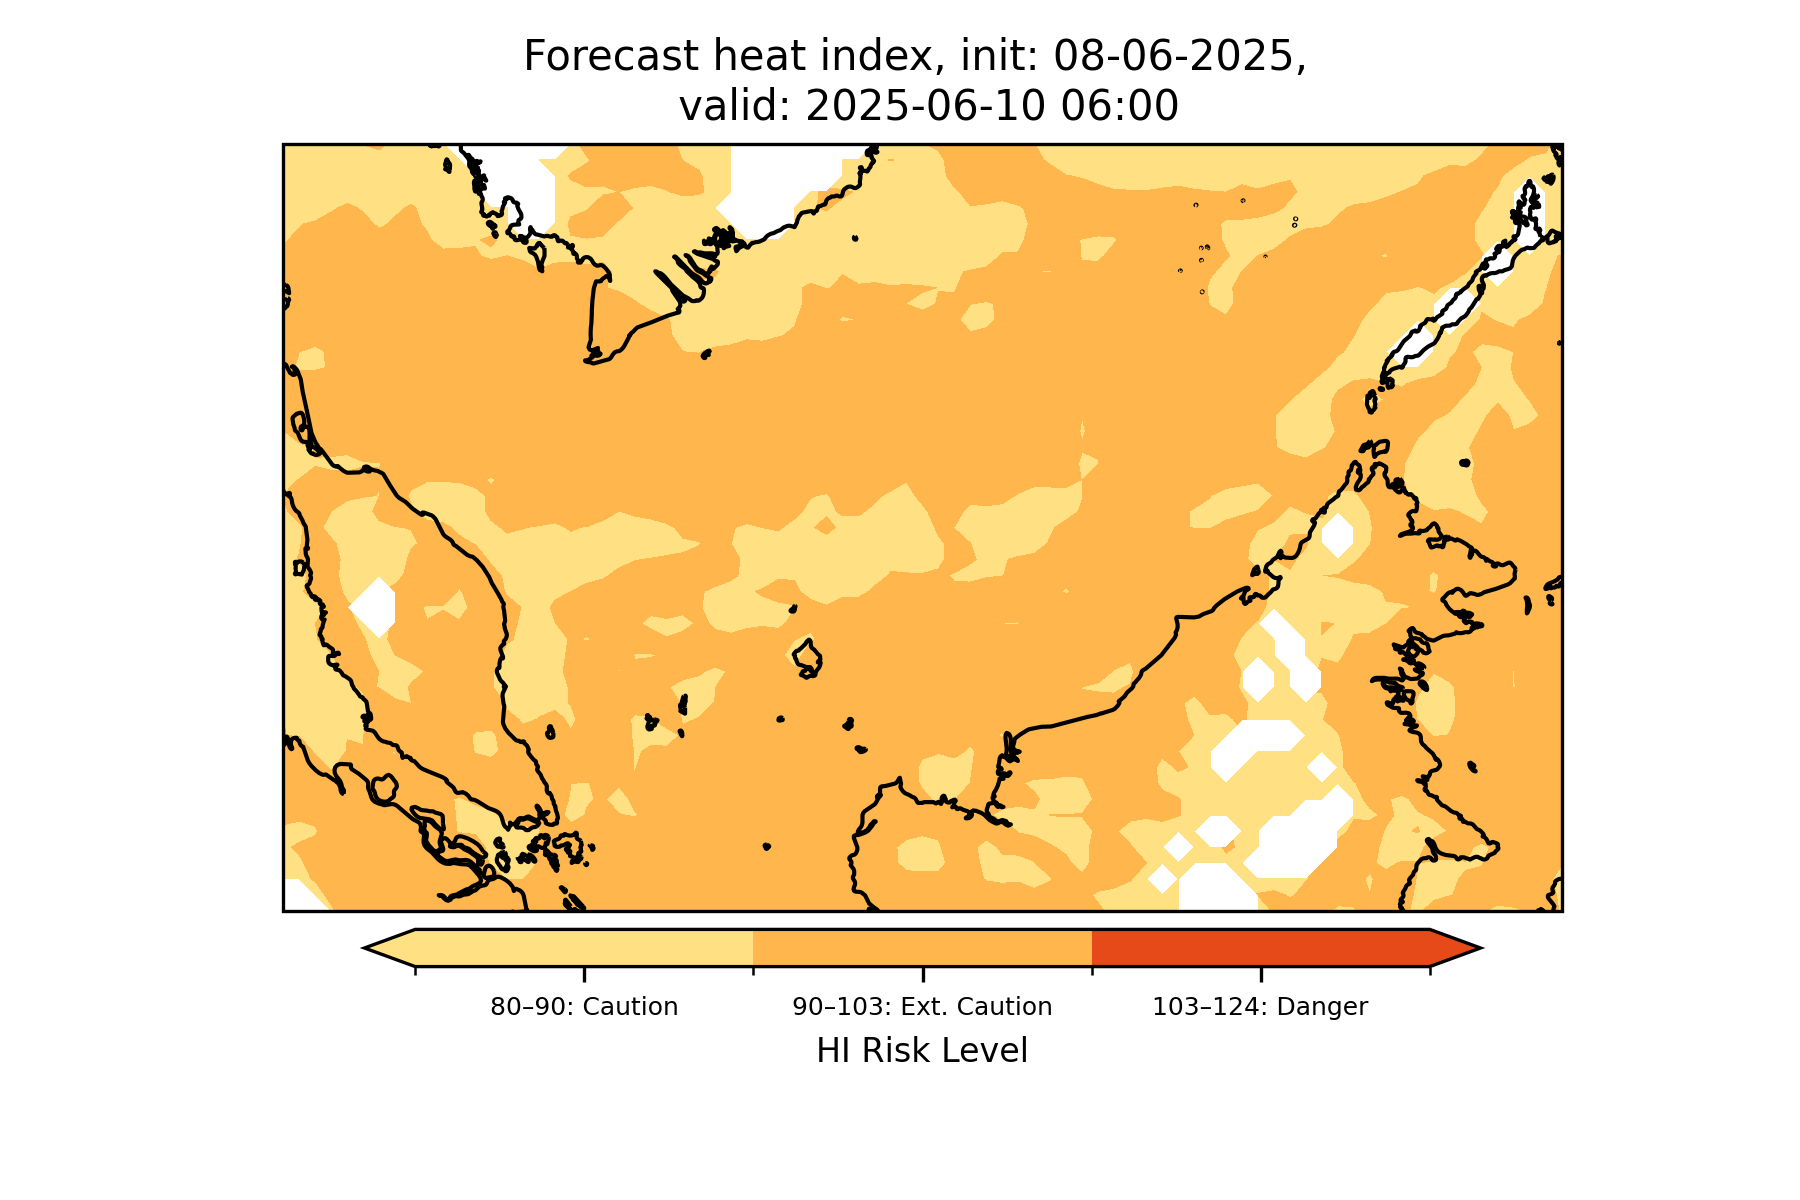 Forecast heat index, init: 08-06-2025,
valid: 2025-06-10 06:00
80–90: Caution
90–103: Ext. Caution
103–124: Danger
HI Risk Level